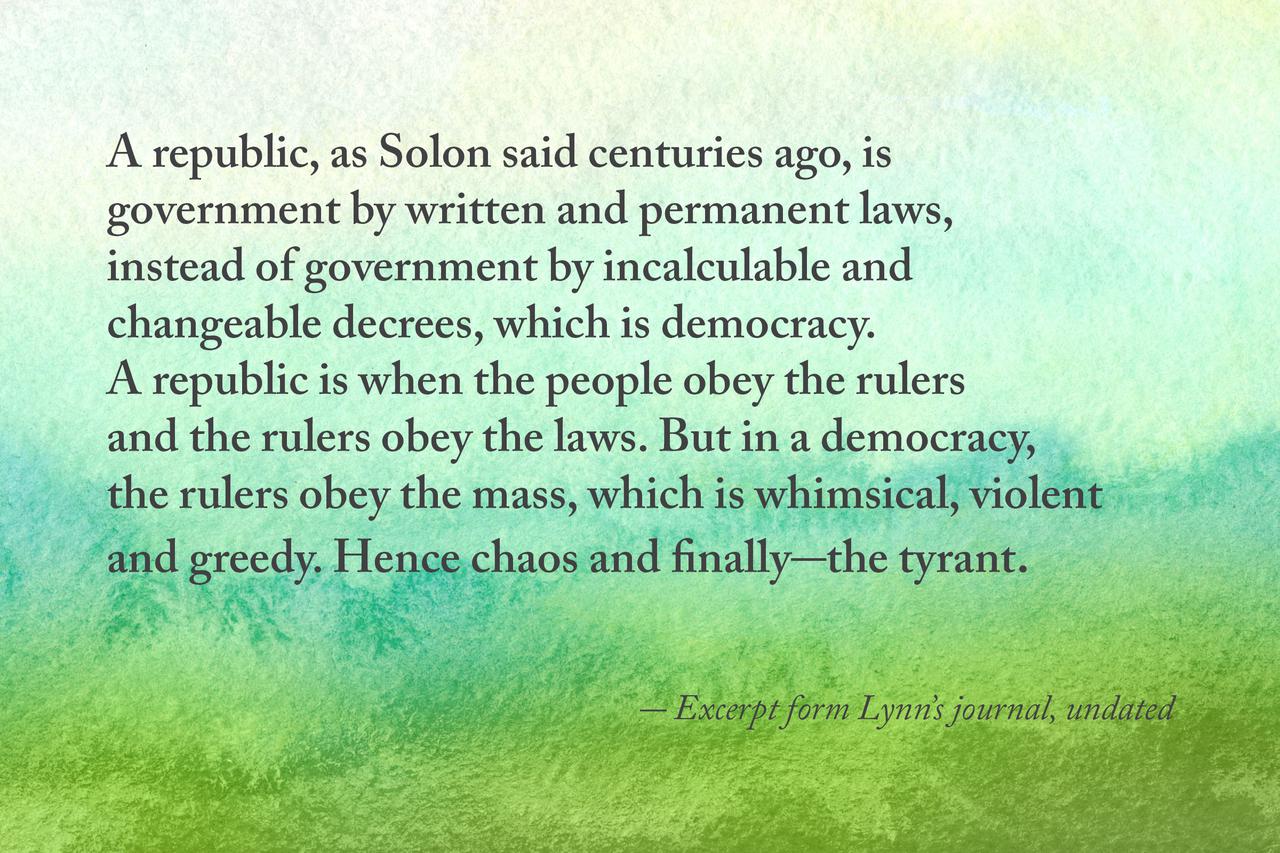 A republic, as Solon said centuries ago, is
government by written and permanent laws,
instead of government by incalculable and
changeable decrees, which is democracy.
A republic is when the people obey the rulers
and the rulers obey the laws. But in a democracy,
the rulers obey the mass, which is whimsical, violent
and greedy. Hence chaos and finally—the tyrant.
— Excerpt form Lynn’s journal, undated